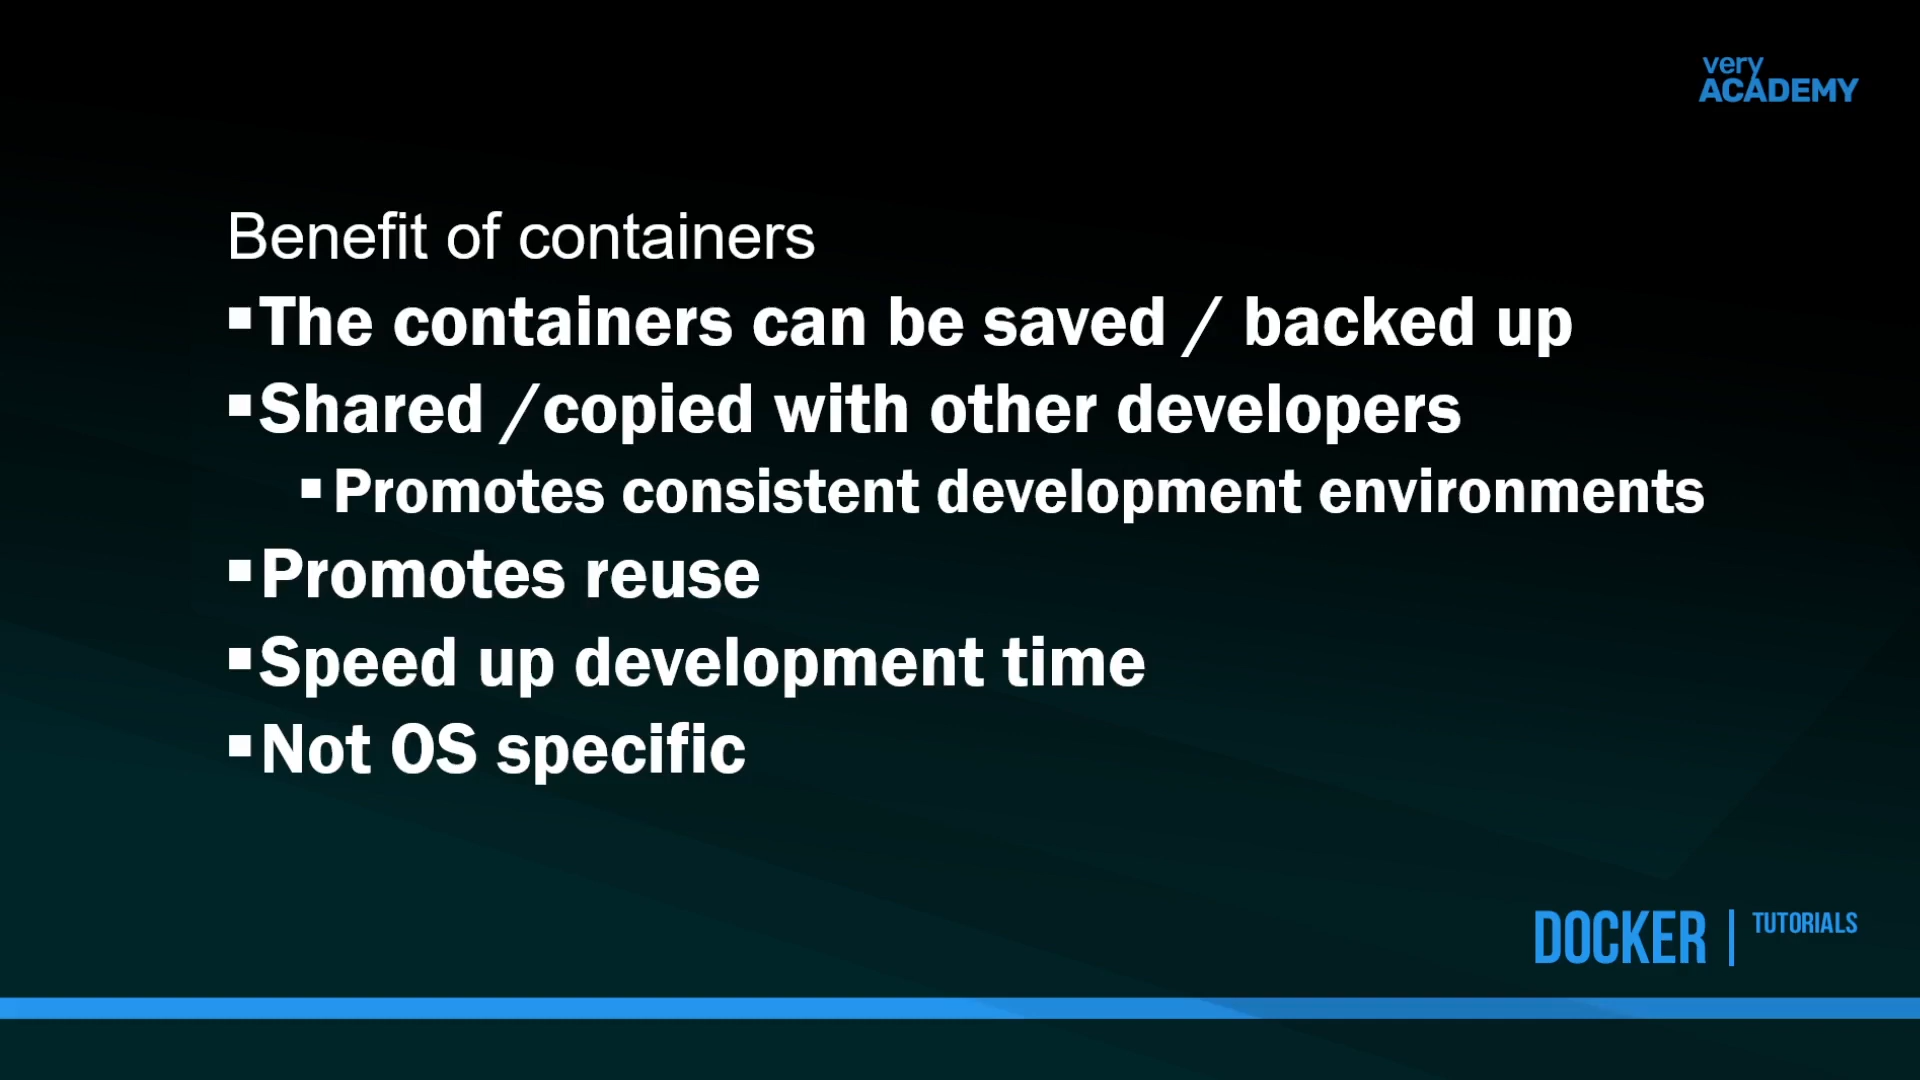 very
ACADEMY
Benefit of containers
▪The containers can be saved / backed up
▪Shared /copied with other developers
▪Promotes consistent development environments
▪Promotes reuse
▪Speed up development time
▪Not OS specific
DOCKER | TUTORIALS